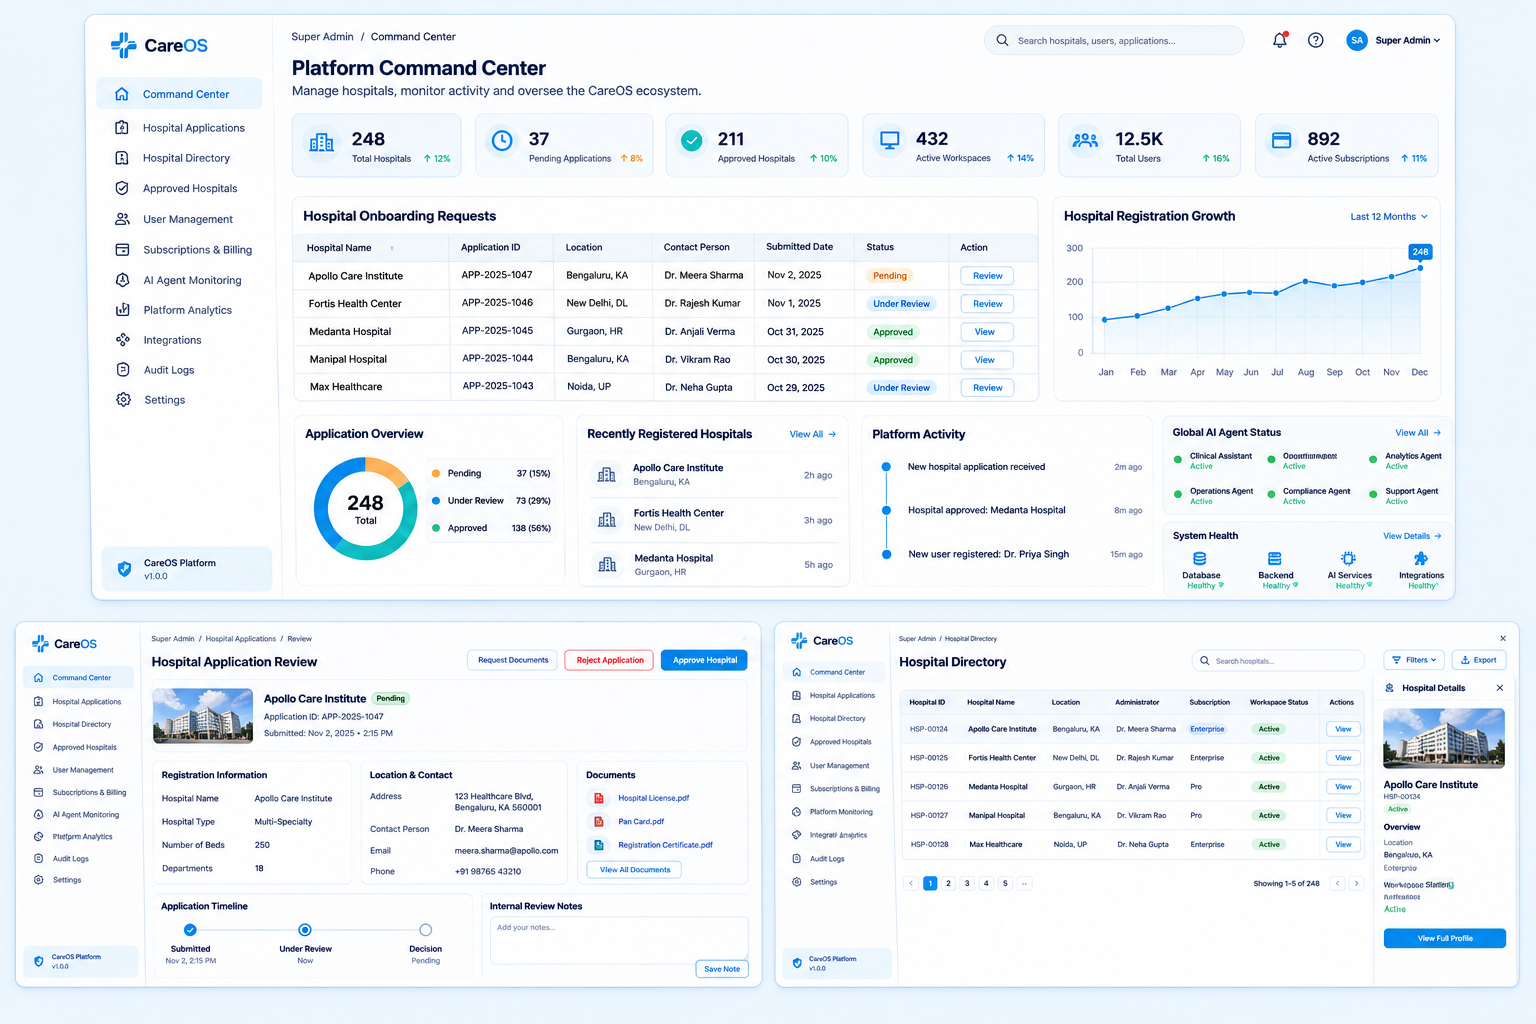 CareOS
Command Center
Hospital Applications
Hospital Directory
Approved Hospitals
User Management
Subscriptions & Billing
AI Agent Monitoring
Platform Analytics
Integrations
Audit Logs
Settings
CareOS Platform
v1.0.0
Super Admin / Command Center
Search hospitals, users, applications...
SA Super Admin
Platform Command Center
Manage hospitals, monitor activity and oversee the CareOS ecosystem.
248
Total Hospitals ↑ 12%
37
Pending Applications ↑ 8%
211
Approved Hospitals ↑ 10%
432
Active Workspaces ↑ 14%
12.5K
Total Users ↑ 16%
892
Active Subscriptions ↑ 11%
Hospital Onboarding Requests
Hospital Name Application ID Location Contact Person Submitted Date Status Action
Apollo Care Institute APP-2025-1047 Bengaluru, KA Dr. Meera Sharma Nov 2, 2025 Pending Review
Fortis Health Center APP-2025-1046 New Delhi, DL Dr. Rajesh Kumar Nov 1, 2025 Under Review Review
Medanta Hospital APP-2025-1045 Gurgaon, HR Dr. Anjali Verma Oct 31, 2025 Approved View
Manipal Hospital APP-2025-1044 Bengaluru, KA Dr. Vikram Rao Oct 30, 2025 Approved View
Max Healthcare APP-2025-1043 Noida, UP Dr. Neha Gupta Oct 29, 2025 Under Review Review
Hospital Registration Growth Last 12 Months
248
300
200
100
0
Jan Feb Mar Apr May Jun Jul Aug Sep Oct Nov Dec
Application Overview
248
Total
Pending 37 (15%)
Under Review 73 (29%)
Approved 138 (56%)
Recently Registered Hospitals View All →
Apollo Care Institute
Bengaluru, KA
2h ago
Fortis Health Center
New Delhi, DL
3h ago
Medanta Hospital
Gurgaon, HR
5h ago
Platform Activity
New hospital application received 2m ago
Hospital approved: Medanta Hospital 8m ago
New user registered: Dr. Priya Singh 15m ago
Global AI Agent Status View All →
Clinical Assistant
Active
Active
Analytics Agent
Active
Operations Agent
Active
Compliance Agent
Active
Support Agent
Active
System Health View Details →
Database
Healthy
Backend
Healthy
AI Services
Healthy
Integrations
Healthy
CareOS
Command Center
Hospital Applications
Hospital Directory
Approved Hospitals
User Management
Subscriptions & Billing
AI Agent Monitoring
Platform Analytics
Audit Logs
Settings
CareOS Platform
v1.0.0
Super Admin / Hospital Applications / Review
Hospital Application Review
Request Documents Reject Application Approve Hospital
Apollo Care Institute Pending
Application ID: APP-2025-1047
Submitted: Nov 2, 2025 • 2:15 PM
Registration Information
Hospital Name Apollo Care Institute
Hospital Type Multi-Specialty
Number of Beds 250
Departments 18
Location & Contact
Address 123 Healthcare Blvd,
Bengaluru, KA 560001
Contact Person Dr. Meera Sharma
Email meera.sharma@apollo.com
Phone +91 98765 43210
Documents
Hospital License.pdf
Pan Card.pdf
Registration Certificate.pdf
View All Documents
Application Timeline
Submitted
Nov 2, 2:15 PM
Under Review
Now
Decision
Pending
Internal Review Notes
Add your notes...
Save Note
CareOS
Command Center
Hospital Applications
Hospital Directory
Approved Hospitals
User Management
Subscriptions & Billing
Platform Monitoring
Audit Logs
Settings
CareOS Platform
v1.0.0
Super Admin / Hospital Directory
Hospital Directory
Search hospitals...
Filters
Export
Hospital ID Hospital Name Location Administrator Subscription Workspace Status Actions
HSP-00124 Apollo Care Institute Bengaluru, KA Dr. Meera Sharma Enterprise Active View
HSP-00125 Fortis Health Center New Delhi, DL Dr. Rajesh Kumar Enterprise Active View
HSP-00126 Medanta Hospital Gurgaon, HR Dr. Anjali Verma Pro Active View
HSP-00127 Manipal Hospital Bengaluru, KA Dr. Vikram Rao Pro Active View
HSP-00128 Max Healthcare Noida, UP Dr. Neha Gupta Enterprise Active View
< 1 2 3 4 5 ...
Showing 1–5 of 248 < >
Hospital Details
Apollo Care Institute
Active
Overview
Location
KA
Active
View Full Profile